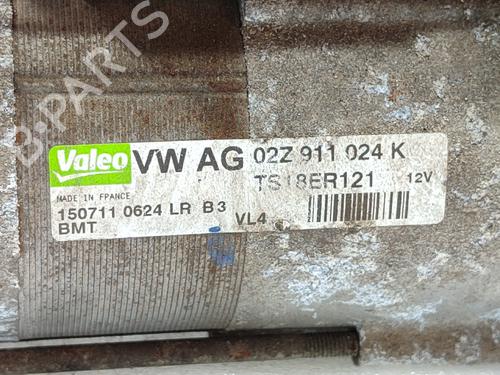 B-PARTS
Valeo VW AG 02Z 911 024 K
TS18ER121 12V
MADE IN FRANCE
150711 0624 LR B3 VL4
BMT